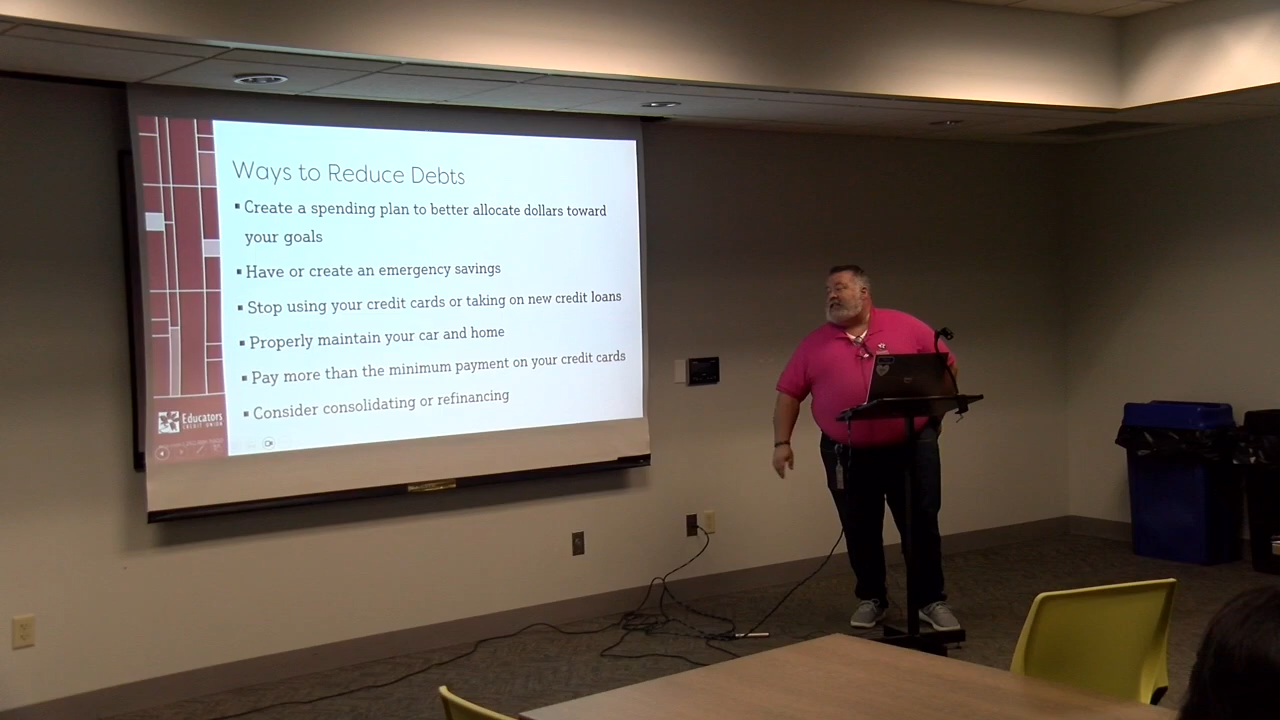 Ways to Reduce Debts
▪ Create a spending plan to better allocate dollars toward
your goals
▪ Have or create an emergency savings
▪ Stop using your credit cards or taking on new credit loans
▪ Properly maintain your car and home
▪ Pay more than the minimum payment on your credit cards
▪ Consider consolidating or refinancing
Educators
CREDIT UNION